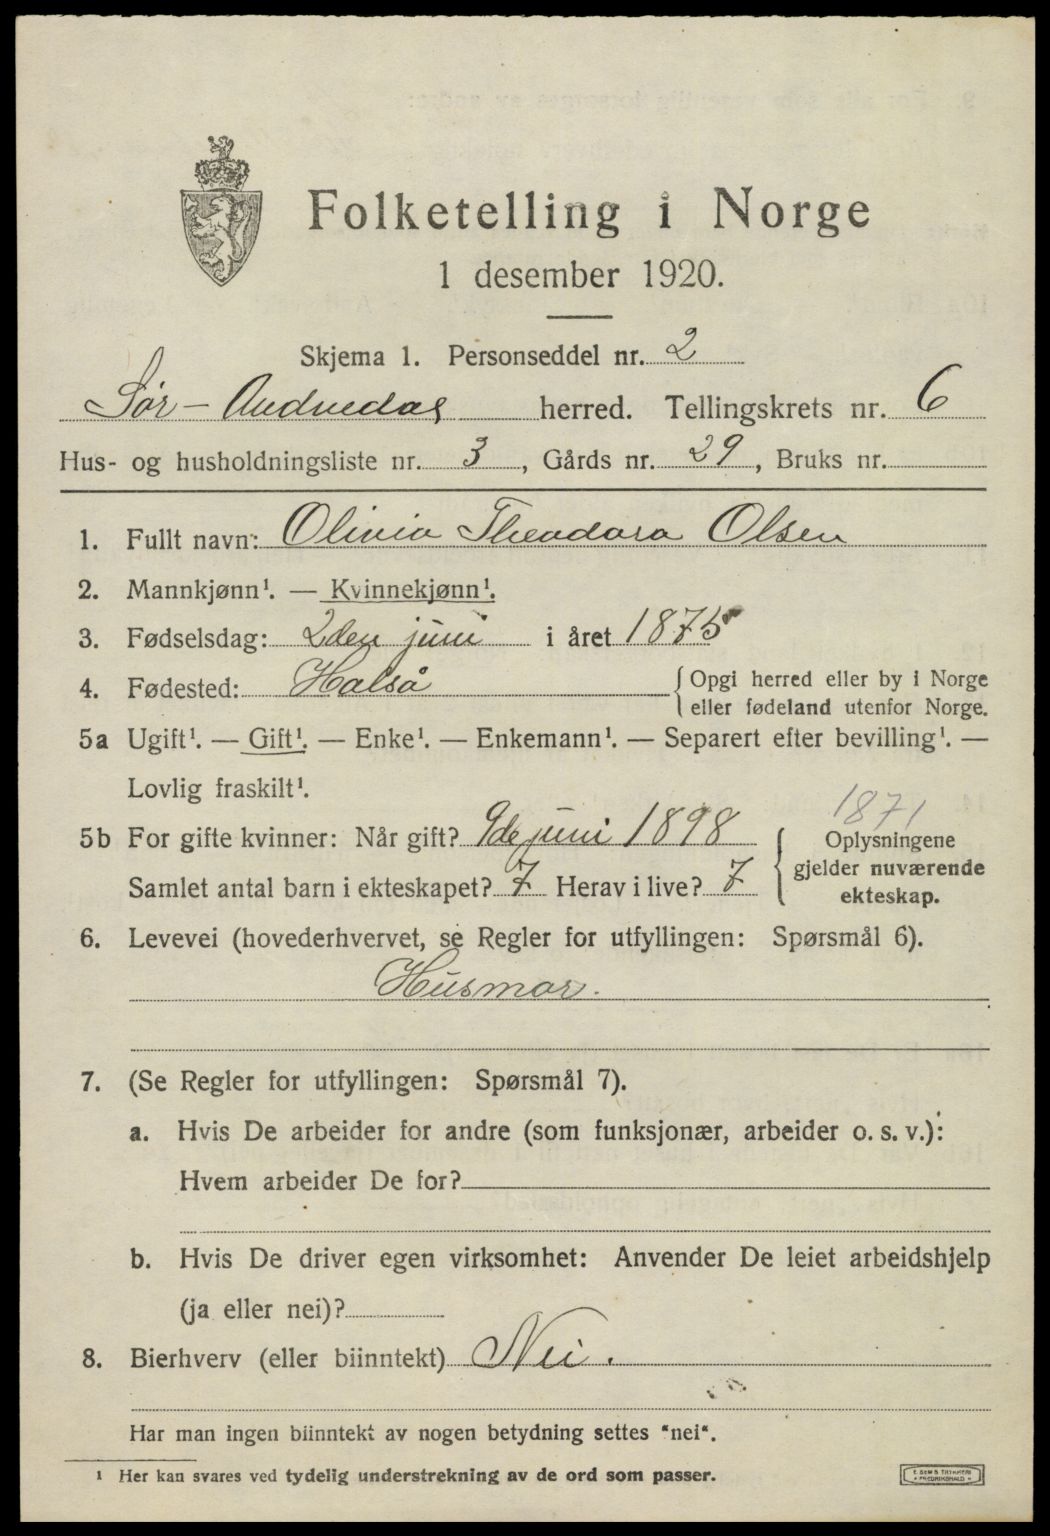 Folketelling i Norge
1 desember 1920.
Skjema 1. Personseddel nr. 2
Sør-Audnedal herred. Tellingskrets nr. 6
Hus- og husholdningsliste nr. 3, Gårds nr. 29, Bruks nr.
1. Fullt navn: Olivia Theodora Olsen
2. Mannkjønn¹. — Kvinnekjønn¹.
3. Fødselsdag: 2den juni i året 1875
4. Fødested: Halså { Opgi herred eller by i Norge
eller fødeland utenfor Norge.
5a Ugift¹. — Gift¹. — Enke¹. — Enkemann¹. — Separert efter bevilling¹. —
Lovlig fraskilt¹.
1871
5b For gifte kvinner: Når gift? 9de juni 1898 { Oplysningene
gjelder nuværende
Samlet antal barn i ekteskapet? 7 Herav i live? 7
ekteskap.
6. Levevei (hovederhvervet, se Regler for utfyllingen: Spørsmål 6).
Husmor.
7. (Se Regler for utfyllingen: Spørsmål 7).
a. Hvis De arbeider for andre (som funksjonær, arbeider o. s. v.):
Hvem arbeider De for?
b. Hvis De driver egen virksomhet: Anvender De leiet arbeidshjelp
(ja eller nei)?
8. Bierhverv (eller biinntekt) Nei.
Har man ingen biinntekt av nogen betydning settes "nei".
¹ Her kan svares ved tydelig understrekning av de ord som passer.
E. SEMS TRYKKERI
FREDRIKSHALD